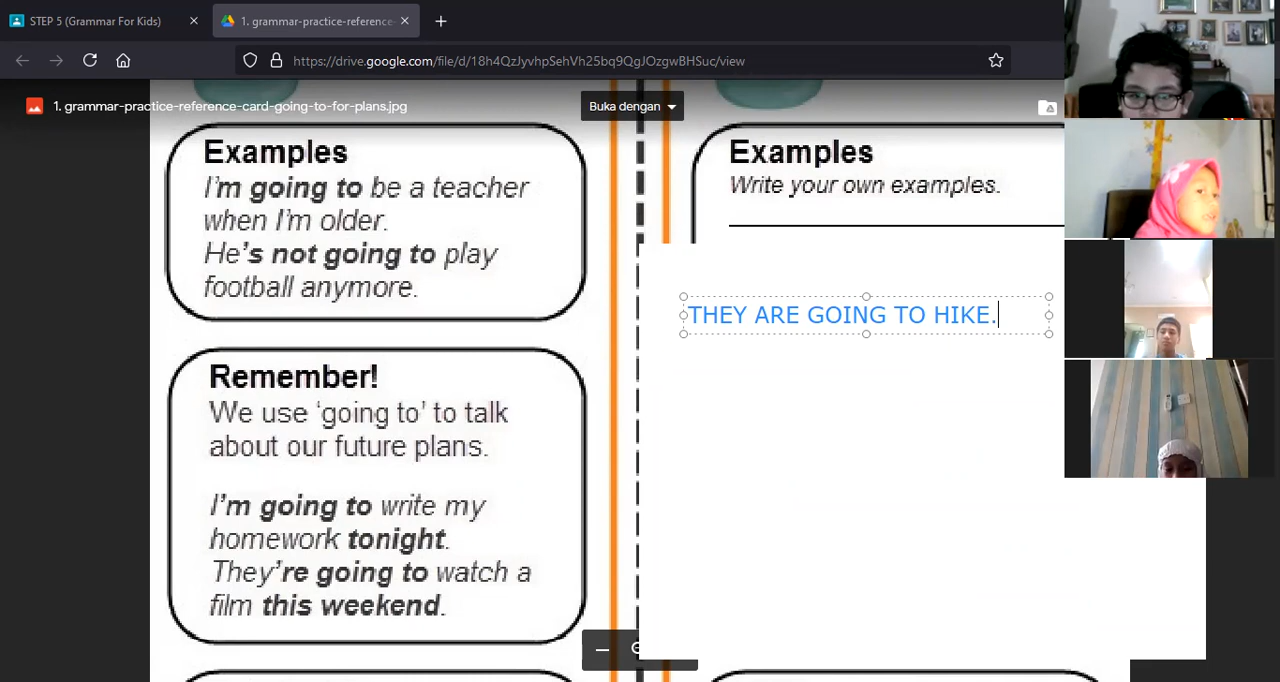 STEP 5 (Grammar For Kids)
1. grammar-practice-reference-
https://drive.google.com/file/d/18h4QzJyvhpSehVh25bq9QgJOzgwBHSuc/view
1. grammar-practice-reference-card-going-to-for-plans.jpg
Buka dengan
Examples
I'm going to be a teacher
when I'm older.
He's not going to play
football anymore.
Remember!
We use ‘going to’ to talk
about our future plans.
I'm going to write my
homework tonight.
They're going to watch a
film this weekend.
Examples
Write your own examples.
THEY ARE GOING TO HIKE.